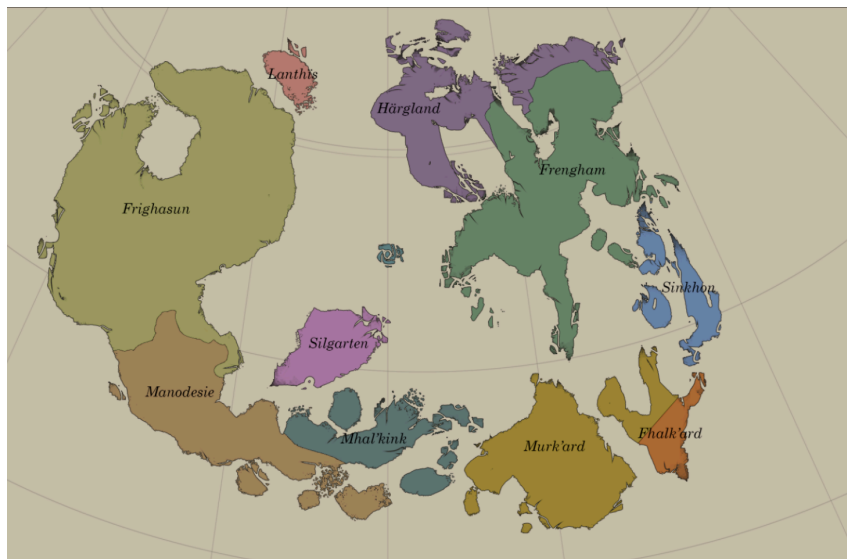 Lanthis
Härgland
Frengham
Frighasun
Sinkhon
Silgarten
Manodesie
Mhal'kink
Murk'ard
Fhalk'ard